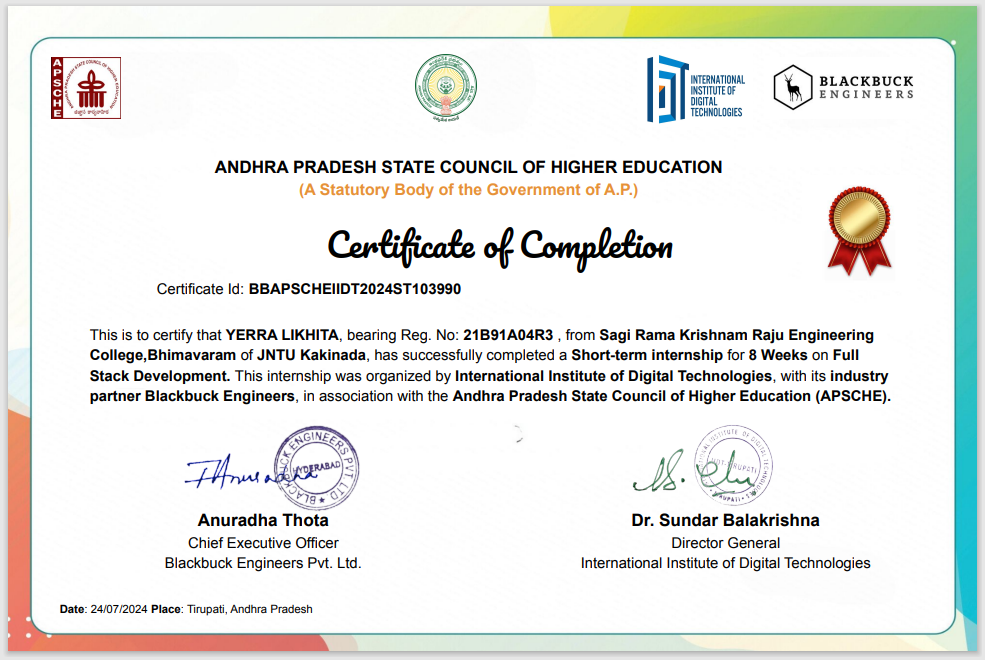 APSCHE
ANDHRA PRADESH STATE COUNCIL OF HIGHER EDUCATION
INTERNATIONAL
INSTITUTE OF
DIGITAL
TECHNOLOGIES
BLACKBUCK
ENGINEERS
ANDHRA PRADESH STATE COUNCIL OF HIGHER EDUCATION
(A Statutory Body of the Government of A.P.)
Certificate of Completion
Certificate Id: BBAPSCHEIIDT2024ST103990
This is to certify that YERRA LIKHITA, bearing Reg. No: 21B91A04R3 , from Sagi Rama Krishnam Raju Engineering
College,Bhimavaram of JNTU Kakinada, has successfully completed a Short-term internship for 8 Weeks on Full
Stack Development. This internship was organized by International Institute of Digital Technologies, with its industry
partner Blackbuck Engineers, in association with the Andhra Pradesh State Council of Higher Education (APSCHE).
BLACKBUCK ENGINEERS PVT. LTD.
HYDERABAD
Anuradha Thota
Chief Executive Officer
Blackbuck Engineers Pvt. Ltd.
Dr. Sundar Balakrishna
Director General
International Institute of Digital Technologies
Date: 24/07/2024 Place: Tirupati, Andhra Pradesh